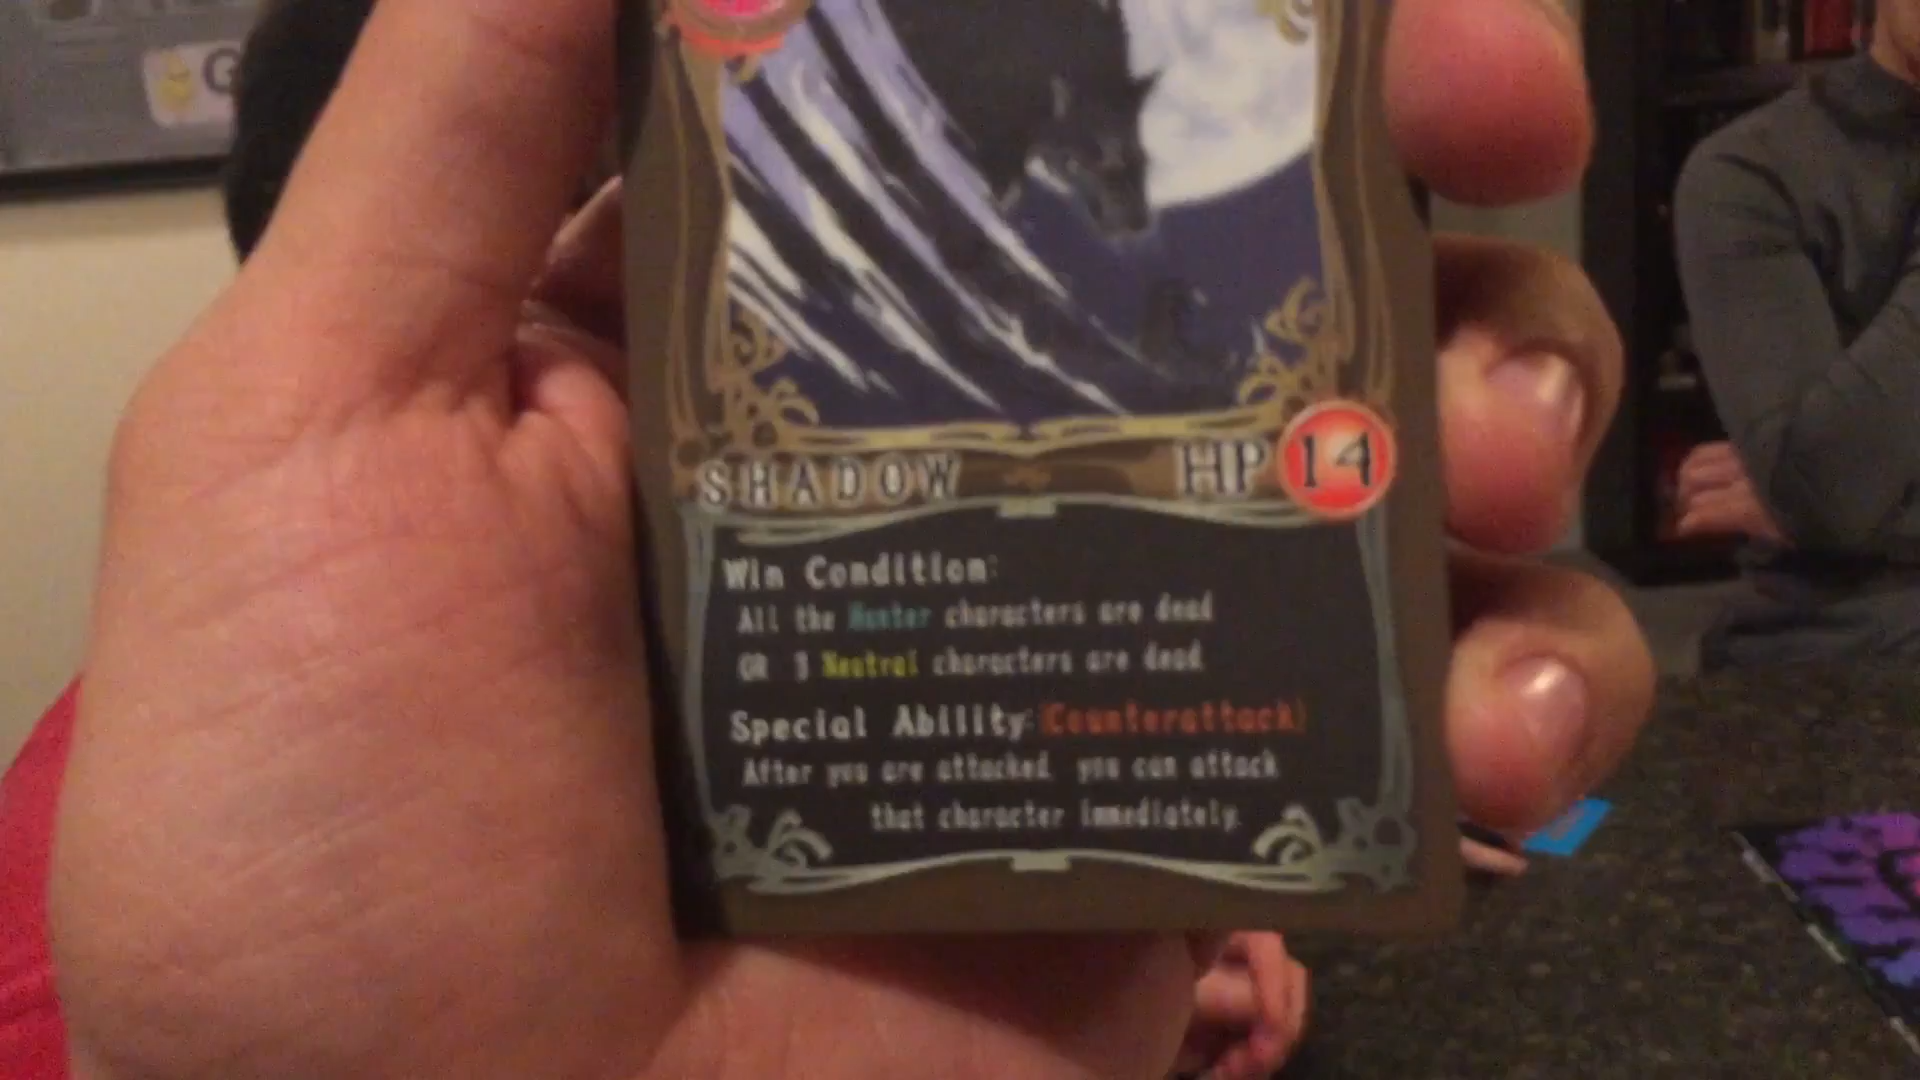 G
SHADOW HP 14
Win Condition:
All the Hunter characters are dead
OR 3 Neutral characters are dead.
Special Ability: (Counterattack)
After you are attacked, you can attack
that character immediately.